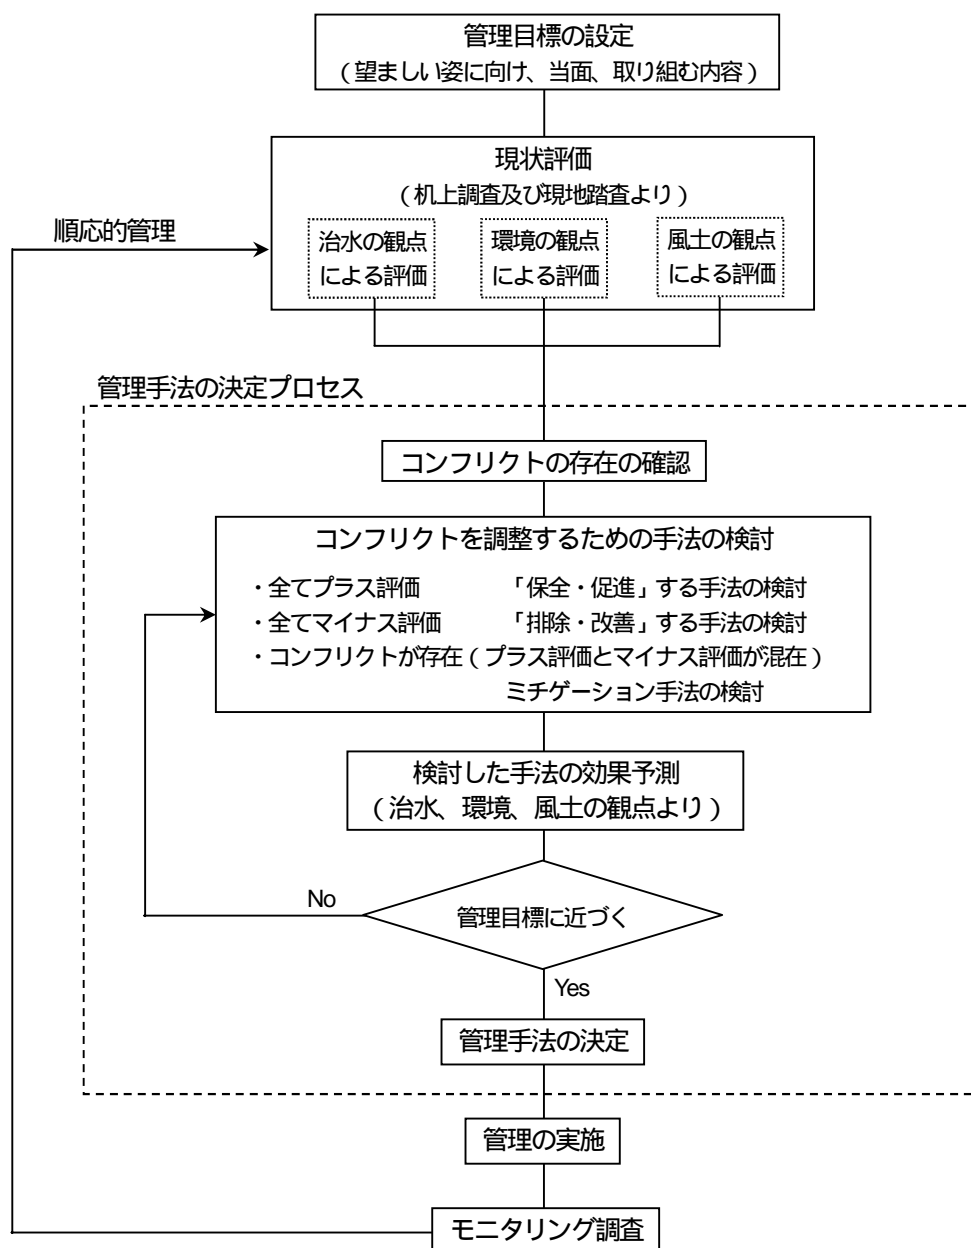 管理目標の設定
（望ましい姿に向け、当面、取り組む内容）
現状評価
（机上調査及び現地踏査より）
順応的管理
治水の観点
による評価
環境の観点
による評価
風土の観点
による評価
管理手法の決定プロセス
コンフリクトの存在の確認
コンフリクトを調整するための手法の検討
・全てプラス評価 「保全・促進」する手法の検討
・全てマイナス評価 「排除・改善」する手法の検討
・コンフリクトが存在（プラス評価とマイナス評価が混在）
ミチゲーション手法の検討
検討した手法の効果予測
（治水、環境、風土の観点より）
No
管理目標に近づく
Yes
管理手法の決定
管理の実施
モニタリング調査